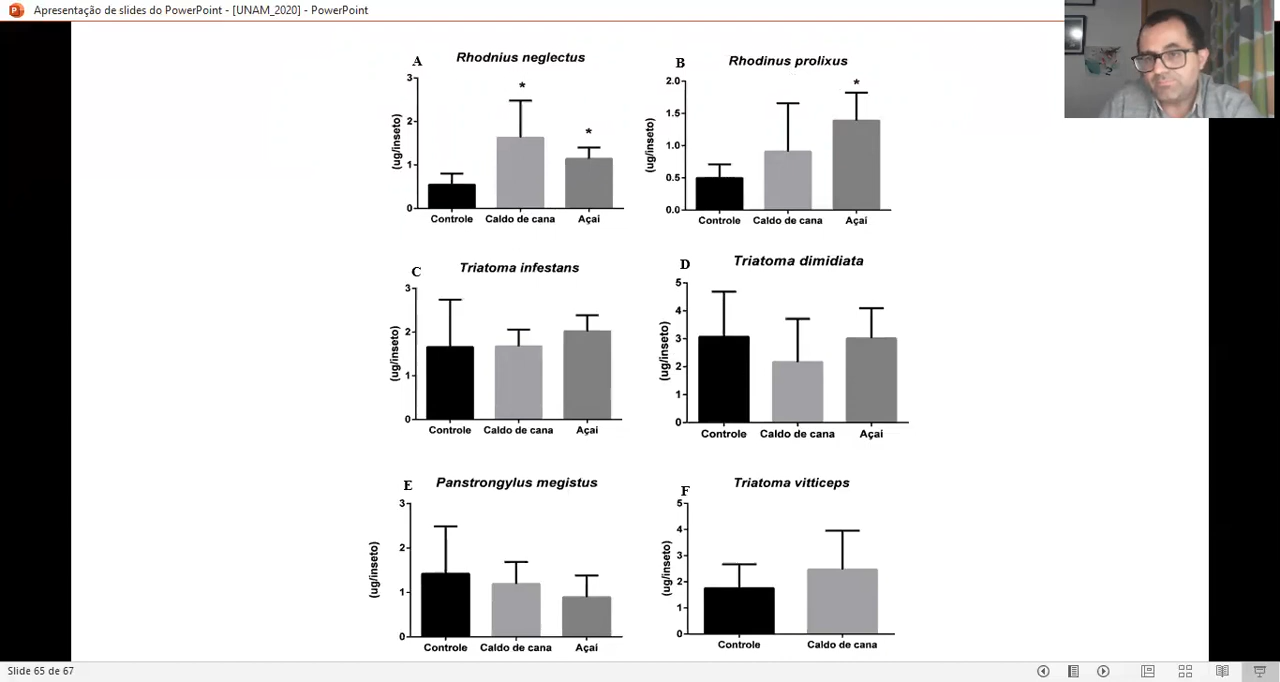 Apresentação de slides do PowerPoint - [UNAM_2020] - PowerPoint
A
Rhodnius neglectus
3
2
1
0
(ug/inseto)
*
*
Controle Caldo de cana Açai
B
Rhodinus prolixus
2.0
1.5
1.0
0.5
0.0
(ug/inseto)
*
Controle Caldo de cana Açai
C
Triatoma infestans
3
2
1
0
(ug/inseto)
Controle Caldo de cana Açai
D
Triatoma dimidiata
5
4
3
2
1
0
(ug/inseto)
Controle Caldo de cana Açai
E
Panstrongylus megistus
3
2
1
0
(ug/inseto)
Controle Caldo de cana Açai
F
Triatoma vitticeps
5
4
3
2
1
0
(ug/inseto)
Controle Caldo de cana
Slide 65 de 67